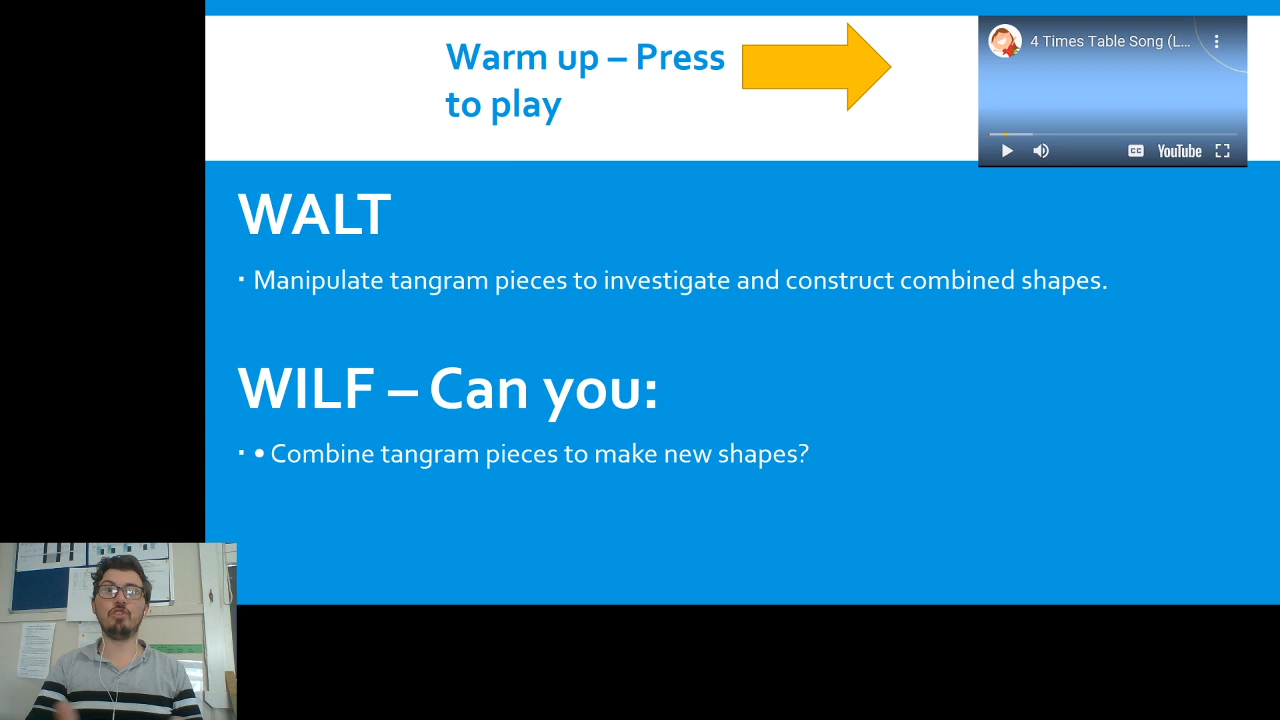 Warm up – Press
to play
4 Times Table Song (L...
CC YouTube
WALT
▪ Manipulate tangram pieces to investigate and construct combined shapes.
WILF – Can you:
▪ • Combine tangram pieces to make new shapes?